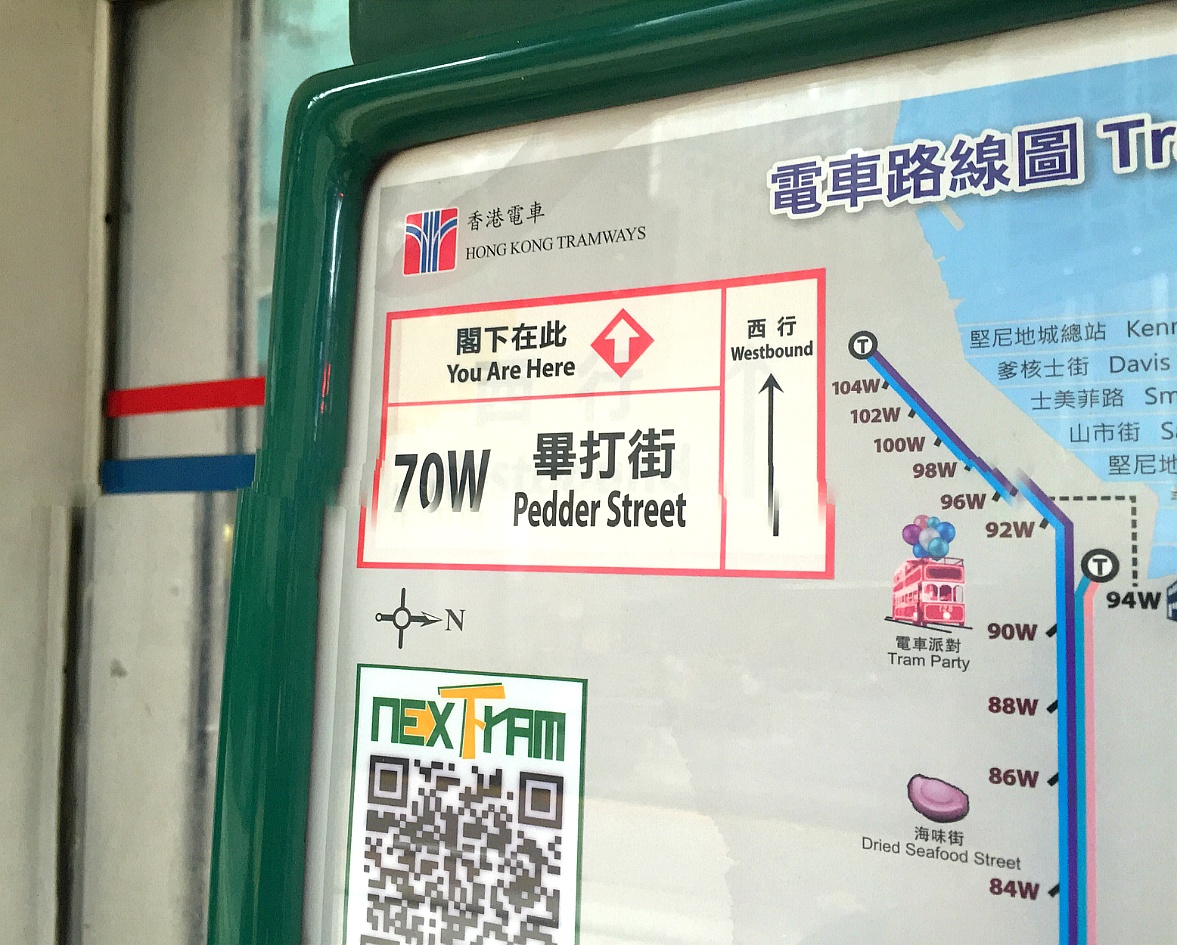 電車路線圖 Tr
香港電車
HONG KONG TRAMWAYS
閣下在此
You Are Here
西行
Westbound
70W 畢打街
Pedder Street
N
NEXTRAM
T
104W
102W
100W
98W
96W
92W
T
94W
90W
88W
86W
84W
堅尼地城總站 Kenn
爹核士街 Davis
士美菲路 Sm
山市街 Sa
堅尼地
電車派對
Tram Party
海味街
Dried Seafood Street